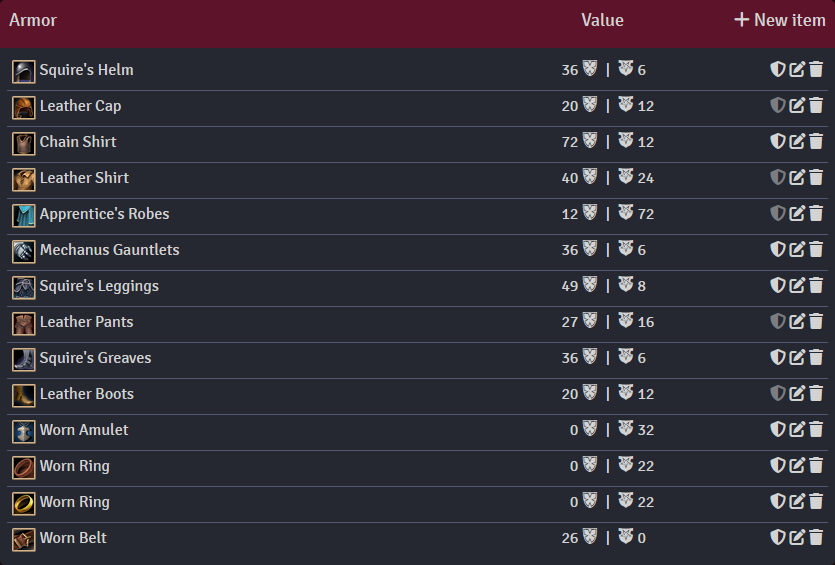 Armor Value + New item
Squire's Helm 36 | 6
Leather Cap 20 | 12
Chain Shirt 72 | 12
Leather Shirt 40 | 24
Apprentice's Robes 12 | 72
Mechanus Gauntlets 36 | 6
Squire's Leggings 49 | 8
Leather Pants 27 | 16
Squire's Greaves 36 | 6
Leather Boots 20 | 12
Worn Amulet 0 | 32
Worn Ring 0 | 22
Worn Ring 0 | 22
Worn Belt 26 | 0